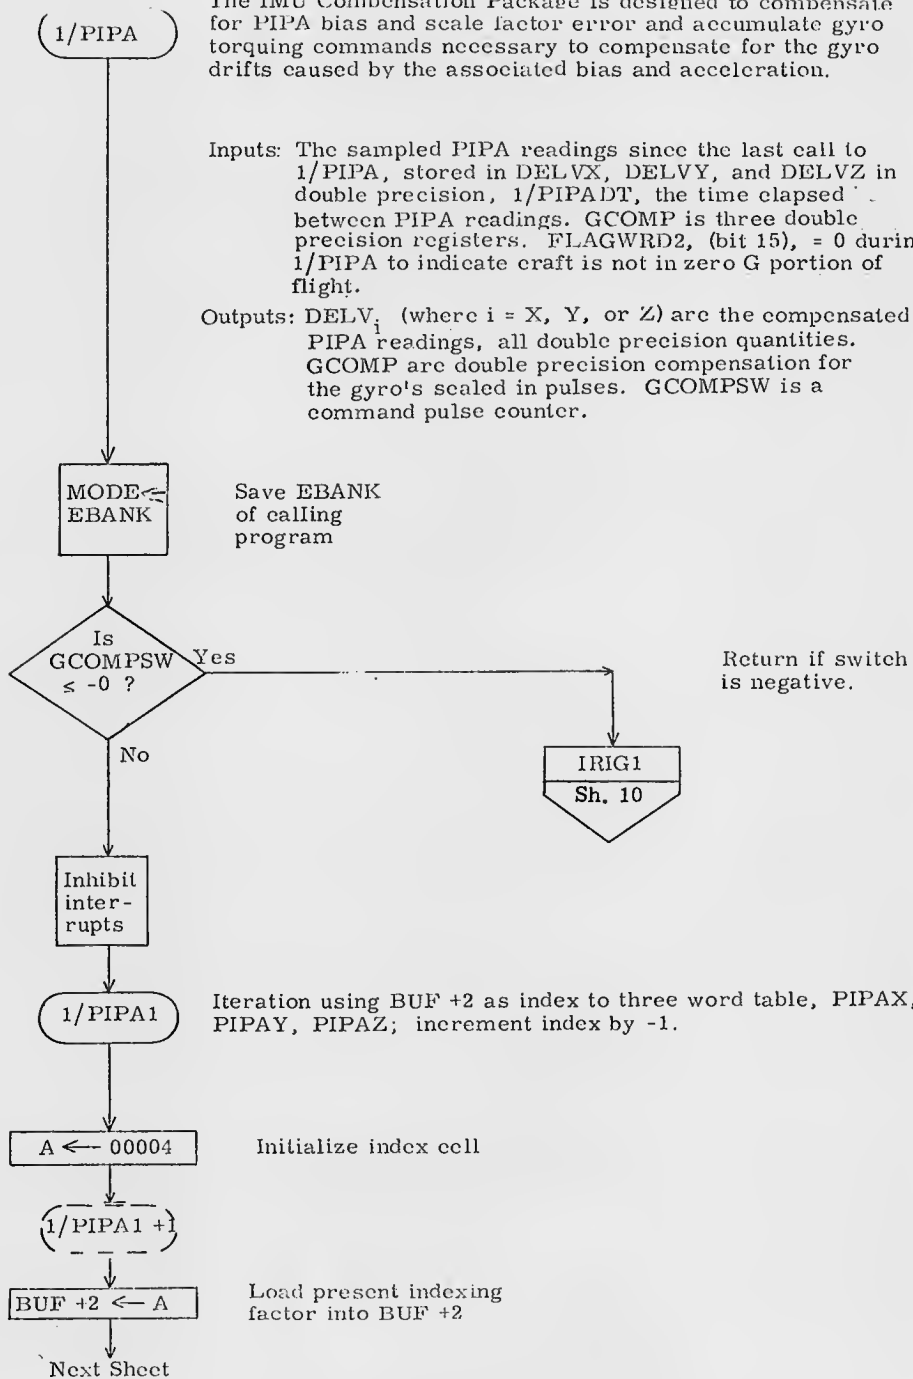 The IMU Compensation Package is designed to compensate
1/PIPA
for PIPA bias and scale factor error and accumulate gyro
torquing commands necessary to compensate for the gyro
drifts caused by the associated bias and acceleration.
Inputs: The sampled PIPA readings since the last call to
1/PIPA, stored in DELVX, DELVY, and DELVZ in
double precision, 1/PIPADT, the time elapsed
between PIPA readings. GCOMP is three double
precision registers. FLAGWRD2, (bit 15), = 0 durin
1/PIPA to indicate craft is not in zero G portion of
flight.
Outputs: DELVi (where i = X, Y, or Z) are the compensated
PIPA readings, all double precision quantities.
GCOMP are double precision compensation for
the gyro's scaled in pulses. GCOMPSW is a
command pulse counter.
MODE ←
EBANK
Save EBANK
of calling
program
Is
GCOMPSW
≤ -0 ?
Yes
Return if switch
is negative.
No
IRIG1
Sh. 10
Inhibit
inter-
rupts
1/PIPA1
Iteration using BUF +2 as index to three word table, PIPAX,
PIPAY, PIPAZ; increment index by -1.
A ← 00004
Initialize index cell
1/PIPA1 +1
BUF +2 ← A
Load present indexing
factor into BUF +2
Next Sheet